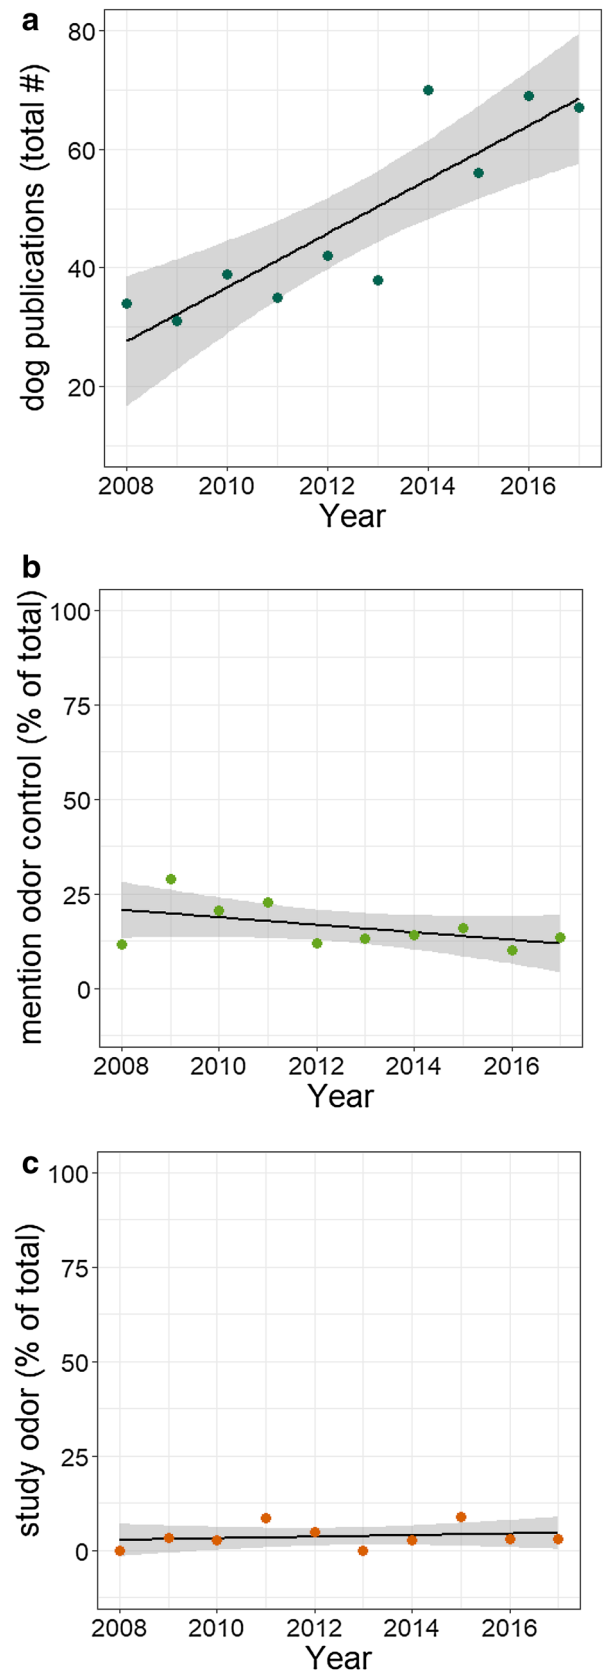 a
dog publications (total #)
80
60
40
20
2008 2010 2012 2014 2016
Year
b
mention odor control (% of total)
100
75
50
25
0
2008 2010 2012 2014 2016
Year
c
study odor (% of total)
100
75
50
25
0
2008 2010 2012 2014 2016
Year